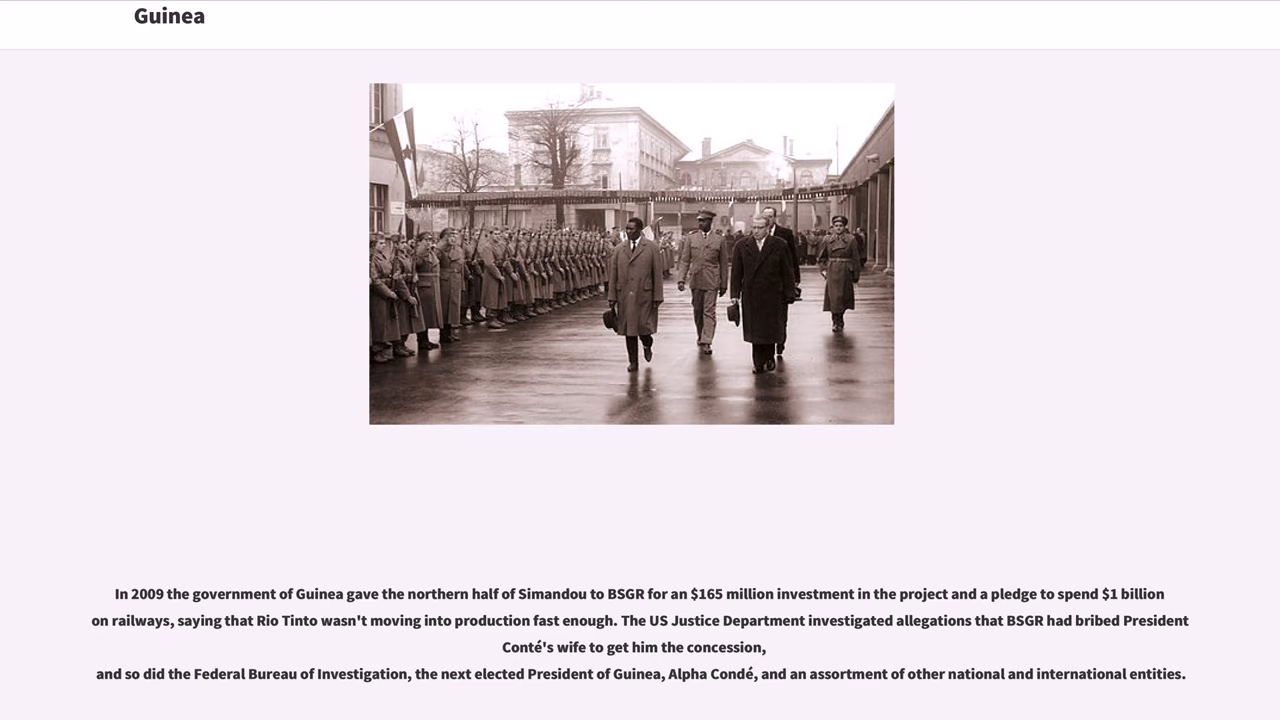 Guinea
In 2009 the government of Guinea gave the northern half of Simandou to BSGR for an $165 million investment in the project and a pledge to spend $1 billion
on railways, saying that Rio Tinto wasn't moving into production fast enough. The US Justice Department investigated allegations that BSGR had bribed President
Conté's wife to get him the concession,
and so did the Federal Bureau of Investigation, the next elected President of Guinea, Alpha Condé, and an assortment of other national and international entities.